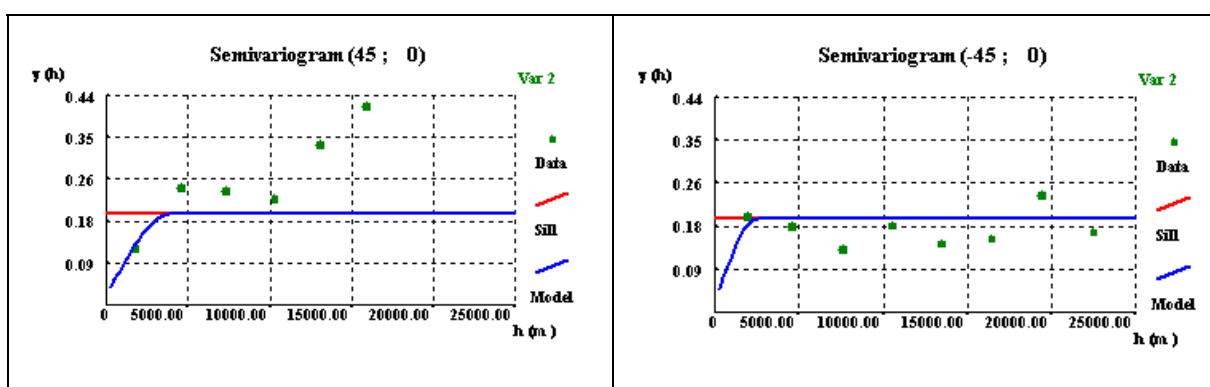 Semivariogram (45 ; 0)
γ (h)
Var 2
0.44
0.35
0.26
0.18
0.09
Data
Sill
Model
0 5000.00 10000.00 15000.00 20000.00 25000.00
h (m )
Semivariogram (-45 ; 0)
γ (h)
Var 2
0.44
0.35
0.26
0.18
0.09
Data
Sill
Model
0 5000.00 10000.00 15000.00 20000.00 25000.00
h (m )